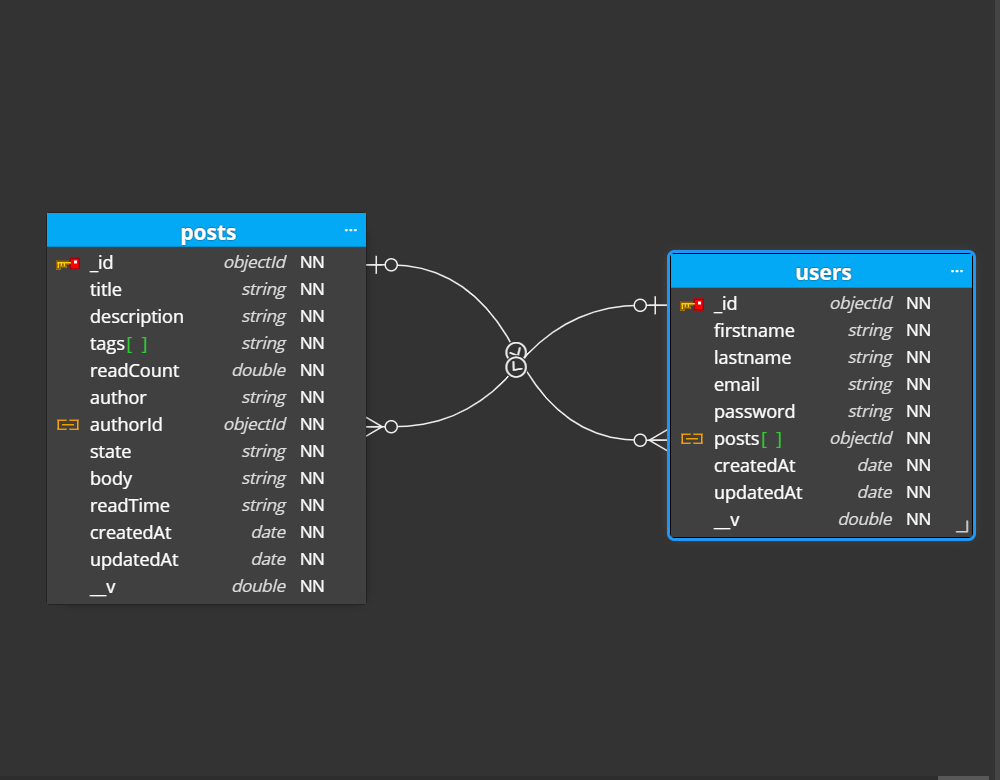 posts ...
_id objectId NN
title string NN
description string NN
tags[ ] string NN
readCount double NN
author string NN
authorId objectId NN
state string NN
body string NN
readTime string NN
createdAt date NN
updatedAt date NN
__v double NN
users ...
_id objectId NN
firstname string NN
lastname string NN
email string NN
password string NN
posts[ ] objectId NN
createdAt date NN
updatedAt date NN
__v double NN